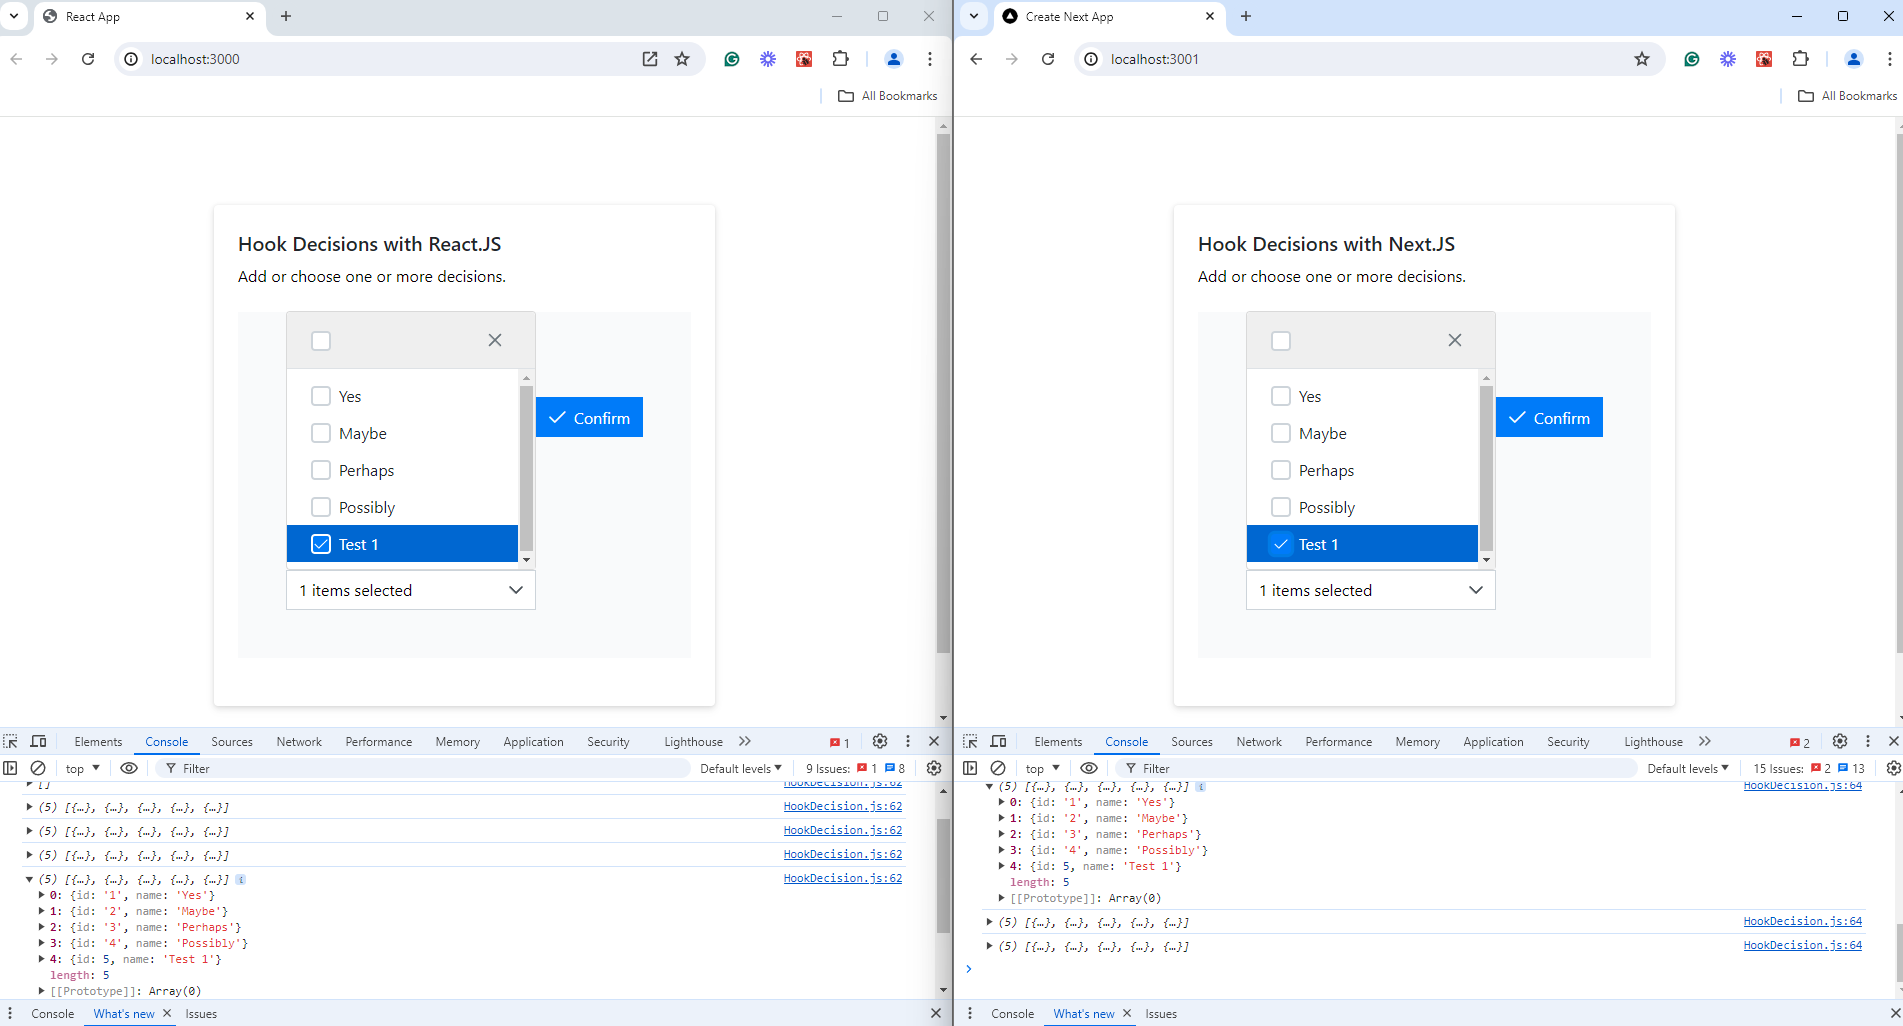 React App
localhost:3000
All Bookmarks
Hook Decisions with React.JS
Add or choose one or more decisions.
Yes
Maybe
Perhaps
Possibly
Test 1
Confirm
1 items selected
Elements Console Sources Network Performance Memory Application Security Lighthouse 1
top Filter Default levels 9 Issues: 1 8
[] HookDecision.js:62
(5) [{…}, {…}, {…}, {…}, {…}] HookDecision.js:62
(5) [{…}, {…}, {…}, {…}, {…}] HookDecision.js:62
(5) [{…}, {…}, {…}, {…}, {…}] HookDecision.js:62
(5) [{…}, {…}, {…}, {…}, {…}] i HookDecision.js:62
0: {id: '1', name: 'Yes'}
1: {id: '2', name: 'Maybe'}
2: {id: '3', name: 'Perhaps'}
3: {id: '4', name: 'Possibly'}
4: {id: 5, name: 'Test 1'}
length: 5
[[Prototype]]: Array(0)
Console What's new Issues
Create Next App
localhost:3001
All Bookmarks
Hook Decisions with Next.JS
Add or choose one or more decisions.
Yes
Maybe
Perhaps
Possibly
Test 1
Confirm
1 items selected
Elements Console Sources Network Performance Memory Application Security Lighthouse 2
top Filter Default levels 15 Issues: 2 13
(5) [{…}, {…}, {…}, {…}, {…}] i HookDecision.js:64
0: {id: '1', name: 'Yes'}
1: {id: '2', name: 'Maybe'}
2: {id: '3', name: 'Perhaps'}
3: {id: '4', name: 'Possibly'}
4: {id: 5, name: 'Test 1'}
length: 5
[[Prototype]]: Array(0)
(5) [{…}, {…}, {…}, {…}, {…}] HookDecision.js:64
(5) [{…}, {…}, {…}, {…}, {…}] HookDecision.js:64
Console What's new Issues